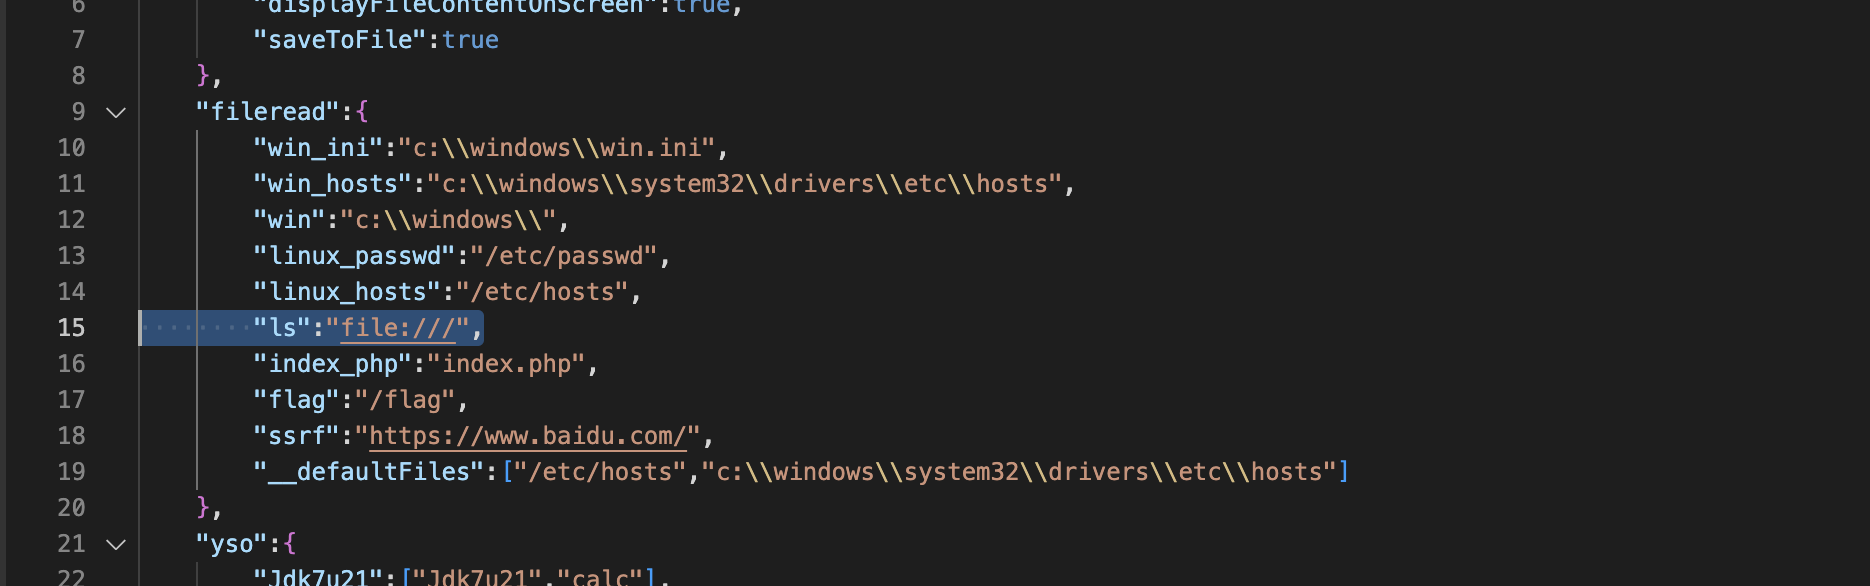 6 "displayFileContentOnScreen":true,
7 "saveToFile":true
8 },
9 "fileread":{
10 "win_ini":"c:\\windows\\win.ini",
11 "win_hosts":"c:\\windows\\system32\\drivers\\etc\\hosts",
12 "win":"c:\\windows\\",
13 "linux_passwd":"/etc/passwd",
14 "linux_hosts":"/etc/hosts",
15 "ls":"file:///",
16 "index_php":"index.php",
17 "flag":"/flag",
18 "ssrf":"https://www.baidu.com/",
19 "__defaultFiles":["/etc/hosts","c:\\windows\\system32\\drivers\\etc\\hosts"]
20 },
21 "yso":{
22 "Jdk7u21":["Jdk7u21","calc"],